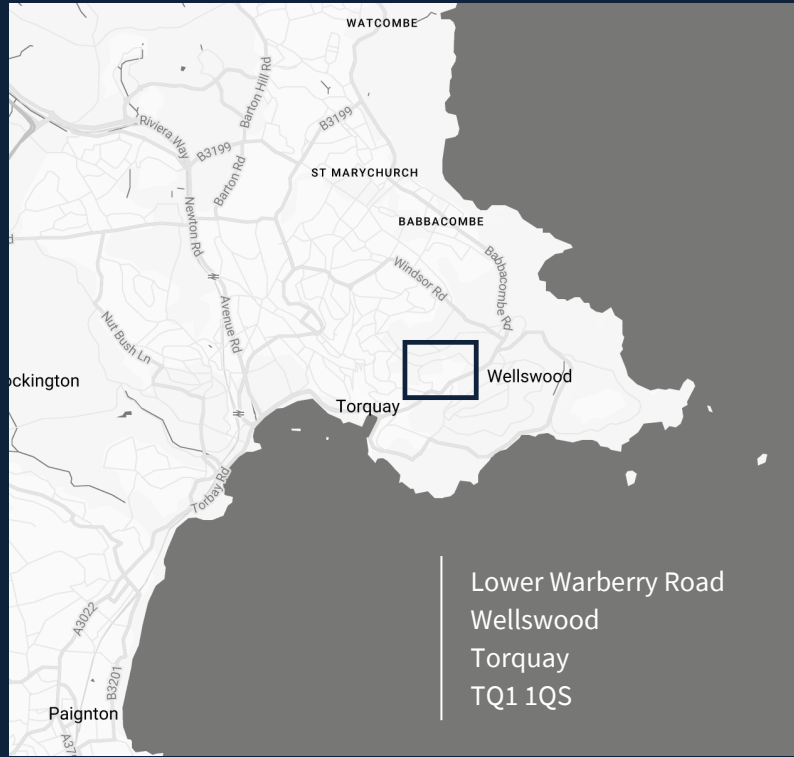 WATCOMBE
Barton Hill Rd
Riviera Way
B3199
B3199
Barton Rd
ST MARYCHURCH
Newton Rd
BABBACOMBE
Babbacombe Rd
Windsor Rd
Avenue Rd
Nut Bush Ln
ockington
Wellswood
Torquay
Torbay Rd
Lower Warberry Road
Wellswood
Torquay
TQ1 1QS
A3022
B3201
Paignton